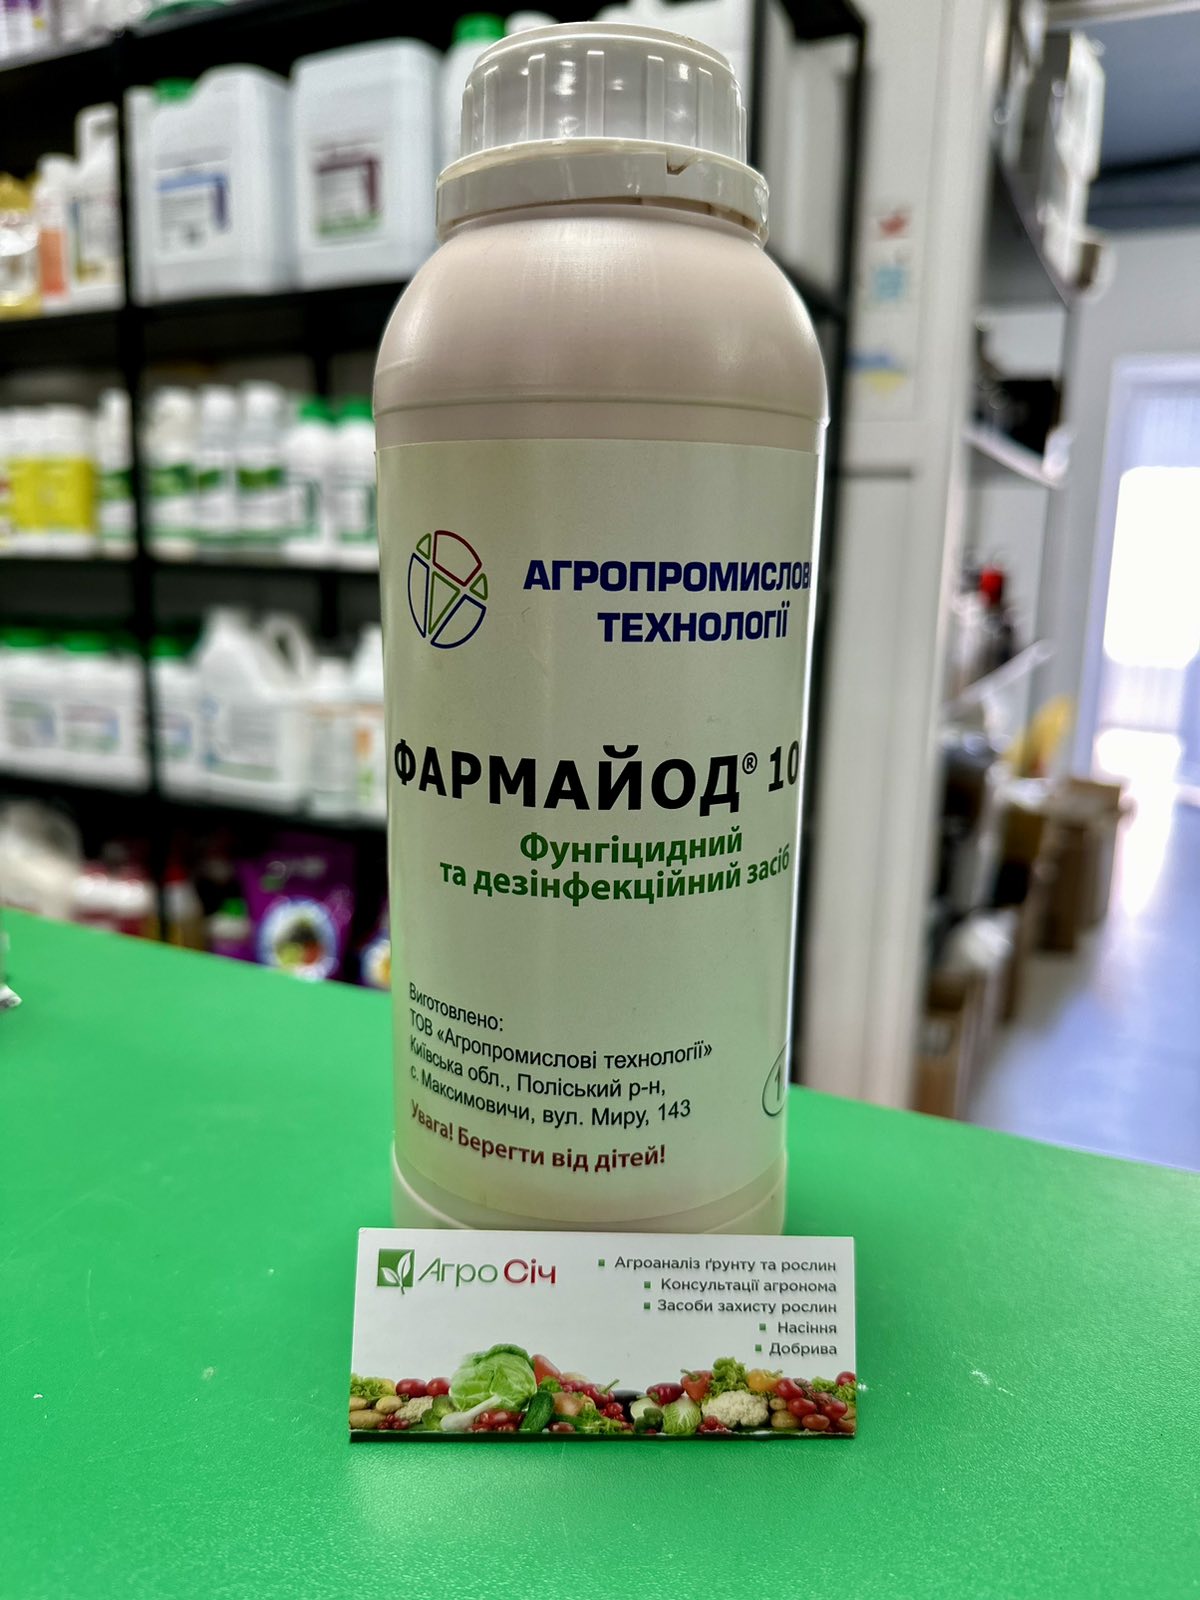 АГРОПРОМИСЛОВІ
ТЕХНОЛОГІЇ
ФАРМАЙОД® 10
Фунгіцидний
та дезінфекційний засіб
Виготовлено:
ТОВ «Агропромислові технології»
Київська обл., Поліський р-н,
с. Максимовичи, вул. Миру, 143
Увага! Берегти від дітей!
1
Агро Січ
▪ Агроаналіз ґрунту та рослин
▪ Консультації агронома
▪ Засоби захисту рослин
▪ Насіння
▪ Добрива